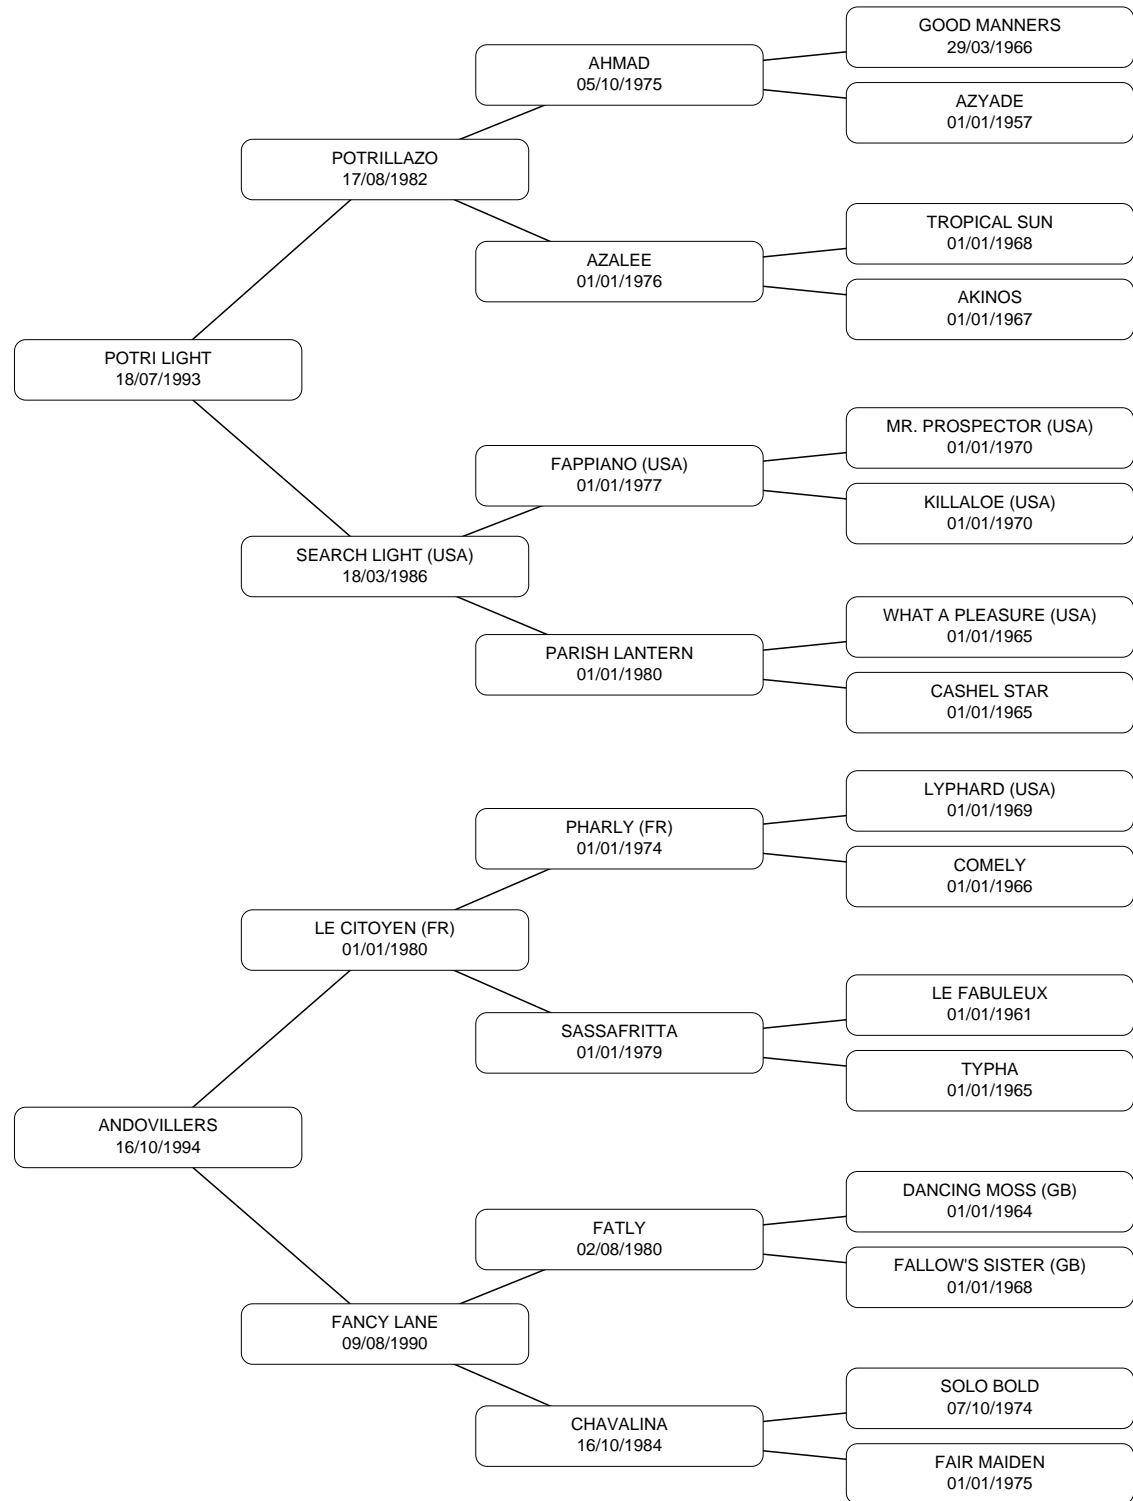 GOOD MANNERS
29/03/1966
AHMAD
05/10/1975
AZYADE
01/01/1957
POTRILLAZO
17/08/1982
TROPICAL SUN
01/01/1968
AZALEE
01/01/1976
AKINOS
01/01/1967
POTRI LIGHT
18/07/1993
MR. PROSPECTOR (USA)
01/01/1970
FAPPIANO (USA)
01/01/1977
KILLALOE (USA)
01/01/1970
SEARCH LIGHT (USA)
18/03/1986
WHAT A PLEASURE (USA)
01/01/1965
PARISH LANTERN
01/01/1980
CASHEL STAR
01/01/1965
LYPHARD (USA)
01/01/1969
PHARLY (FR)
01/01/1974
COMELY
01/01/1966
LE CITOYEN (FR)
01/01/1980
LE FABULEUX
01/01/1961
SASSAFRITTA
01/01/1979
TYPHA
01/01/1965
ANDOVILLERS
16/10/1994
DANCING MOSS (GB)
01/01/1964
FATLY
02/08/1980
FALLOW'S SISTER (GB)
01/01/1968
FANCY LANE
09/08/1990
SOLO BOLD
07/10/1974
CHAVALINA
16/10/1984
FAIR MAIDEN
01/01/1975